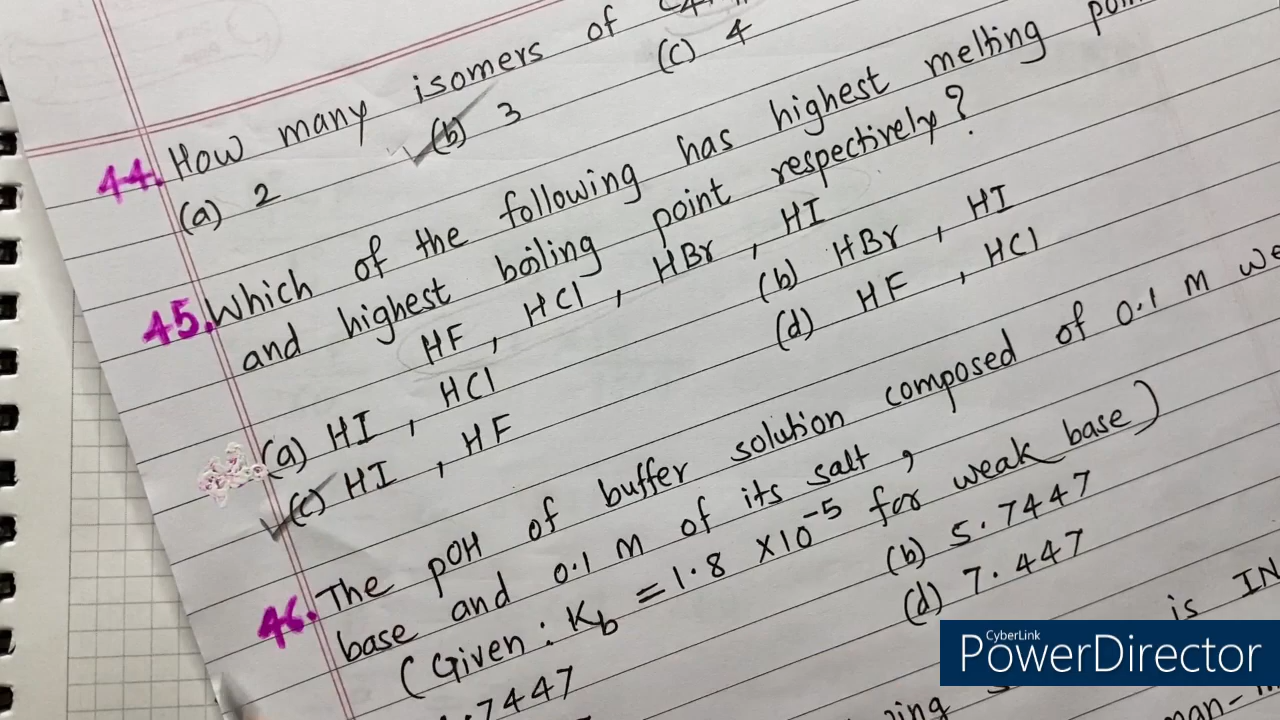 44. How many isomers of
(a) 2 (b) 3 (c) 4
45. Which of the following has highest melting
and highest boiling point respectively?
HF, HCl, HBr, HI
(a) HI, HCl (b) HBr, HI
(c) HI, HF (d) HF, HCl
46. The pOH of buffer solution composed of 0.1 M
base and 0.1 M of its salt,
(Given: Kb = 1.8 × 10⁻⁵ for weak base)
.7447 (b) 5.7447
(d) 7.447
is IN
CyberLink
PowerDirector